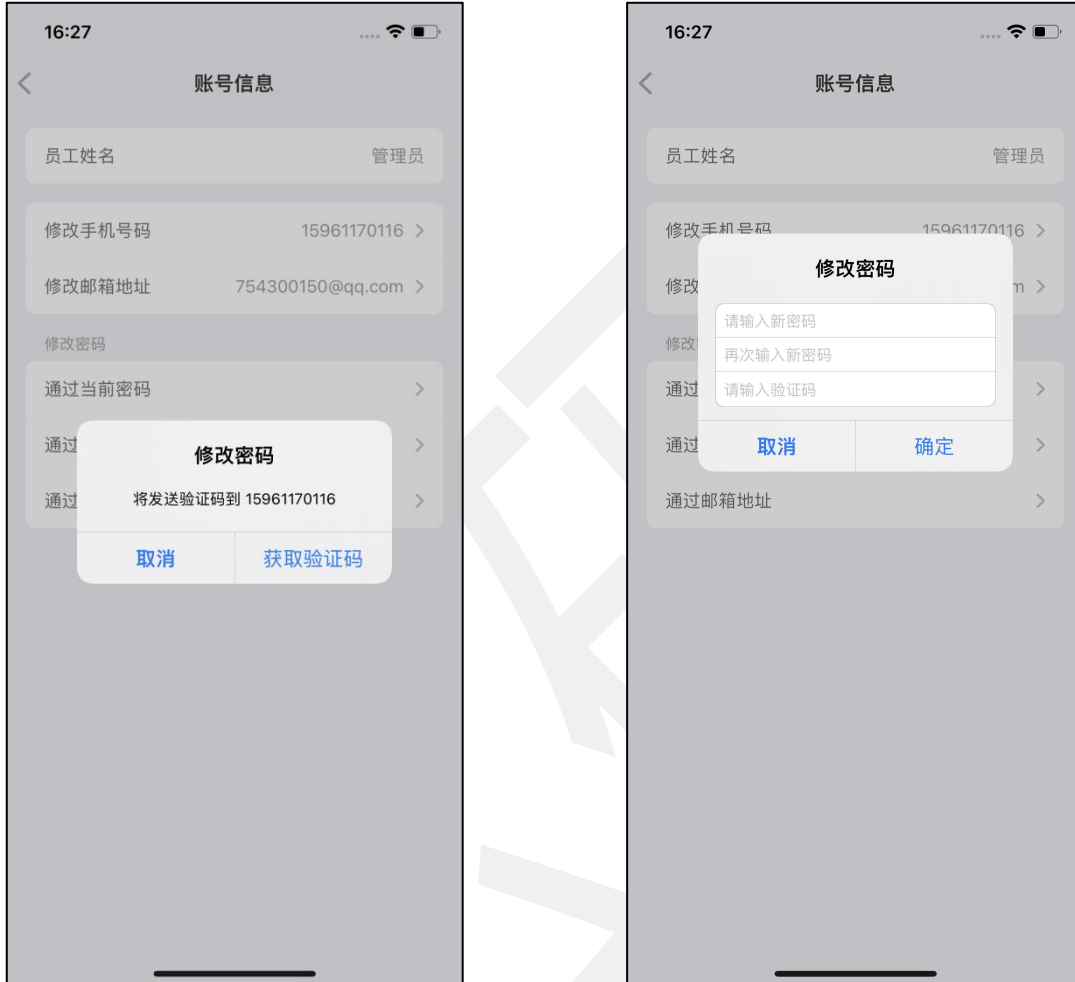 16:27
账号信息
员工姓名 管理员
修改手机号码 15961170116
修改邮箱地址 754300150@qq.com
修改密码
通过当前密码
通过
修改密码
将发送验证码到 15961170116
通过
取消 获取验证码
16:27
账号信息
员工姓名 管理员
修改手机号码 15961170116
修改密码
修改 m
请输入新密码
修改
再次输入新密码
通过
请输入验证码
通过
取消 确定
通过邮箱地址